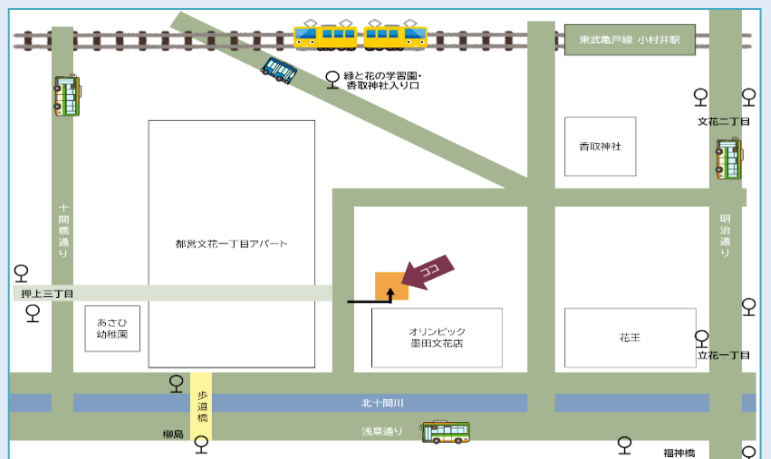 東武亀戸線 小村井駅
緑と花の学習園・
香取神社入り口
文花二丁目
香取神社
十間橋通り
明治通り
都営文花一丁目アパート
ココ
押上三丁目
あさひ
幼稚園
オリンピック
墨田文花店
花王
立花一丁目
歩道橋
北十間川
柳島
浅草通り
福神橋